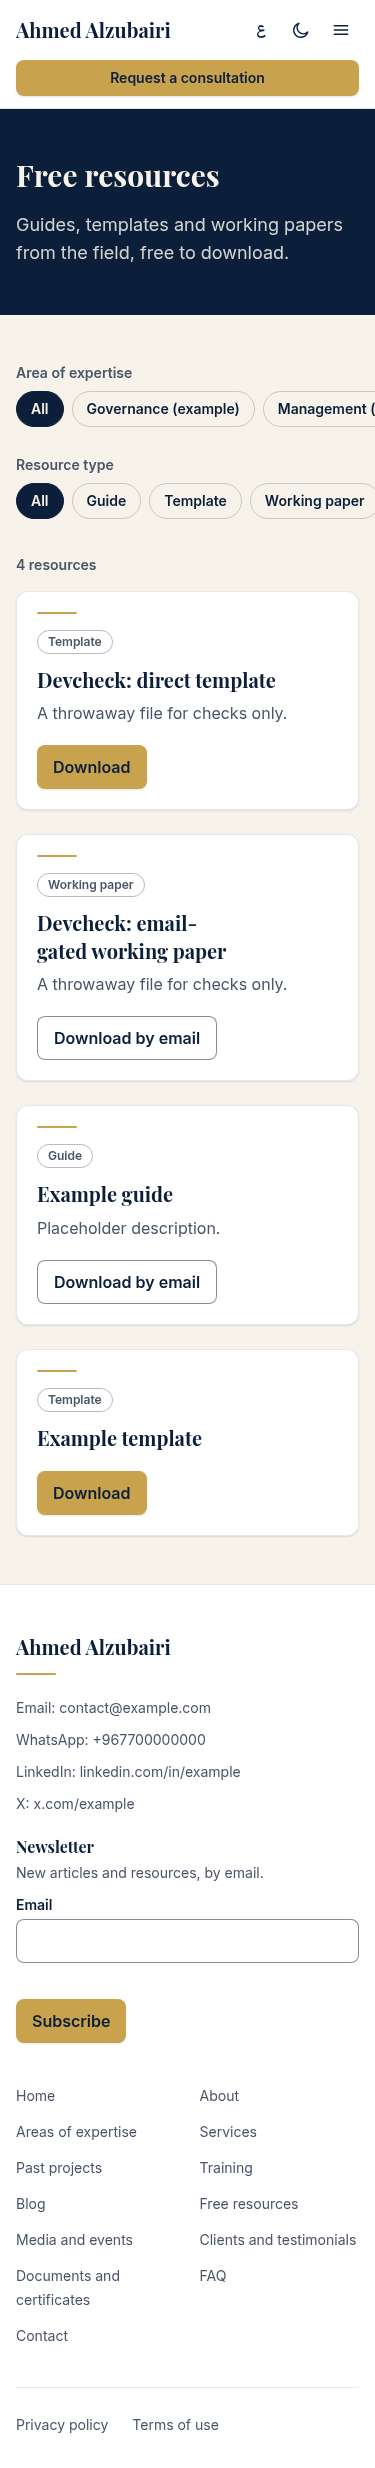 Ahmed Alzubairi
ع
Request a consultation
Free resources
Guides, templates and working papers
from the field, free to download.
Area of expertise
All Governance (example) Management (
Resource type
All Guide Template Working paper
4 resources
Template
Devcheck: direct template
A throwaway file for checks only.
Download
Working paper
Devcheck: email-
gated working paper
A throwaway file for checks only.
Download by email
Guide
Example guide
Placeholder description.
Download by email
Template
Example template
Download
Ahmed Alzubairi
Email: contact@example.com
WhatsApp: +967700000000
LinkedIn: linkedin.com/in/example
X: x.com/example
Newsletter
New articles and resources, by email.
Email
Subscribe
Home About
Areas of expertise Services
Past projects Training
Blog Free resources
Media and events Clients and testimonials
Documents and FAQ
certificates
Contact
Privacy policy Terms of use